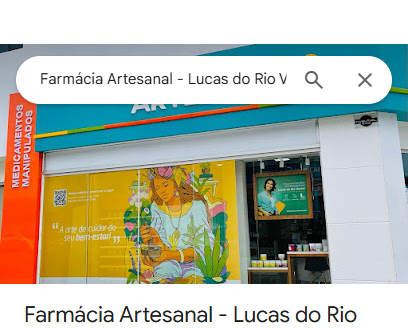 Farmácia Artesanal - Lucas do Rio V
MEDICAMENTOS
MANIPULADOS
"A arte de cuidar do
seu bem-estar!"
Farmácia Artesanal - Lucas do Rio